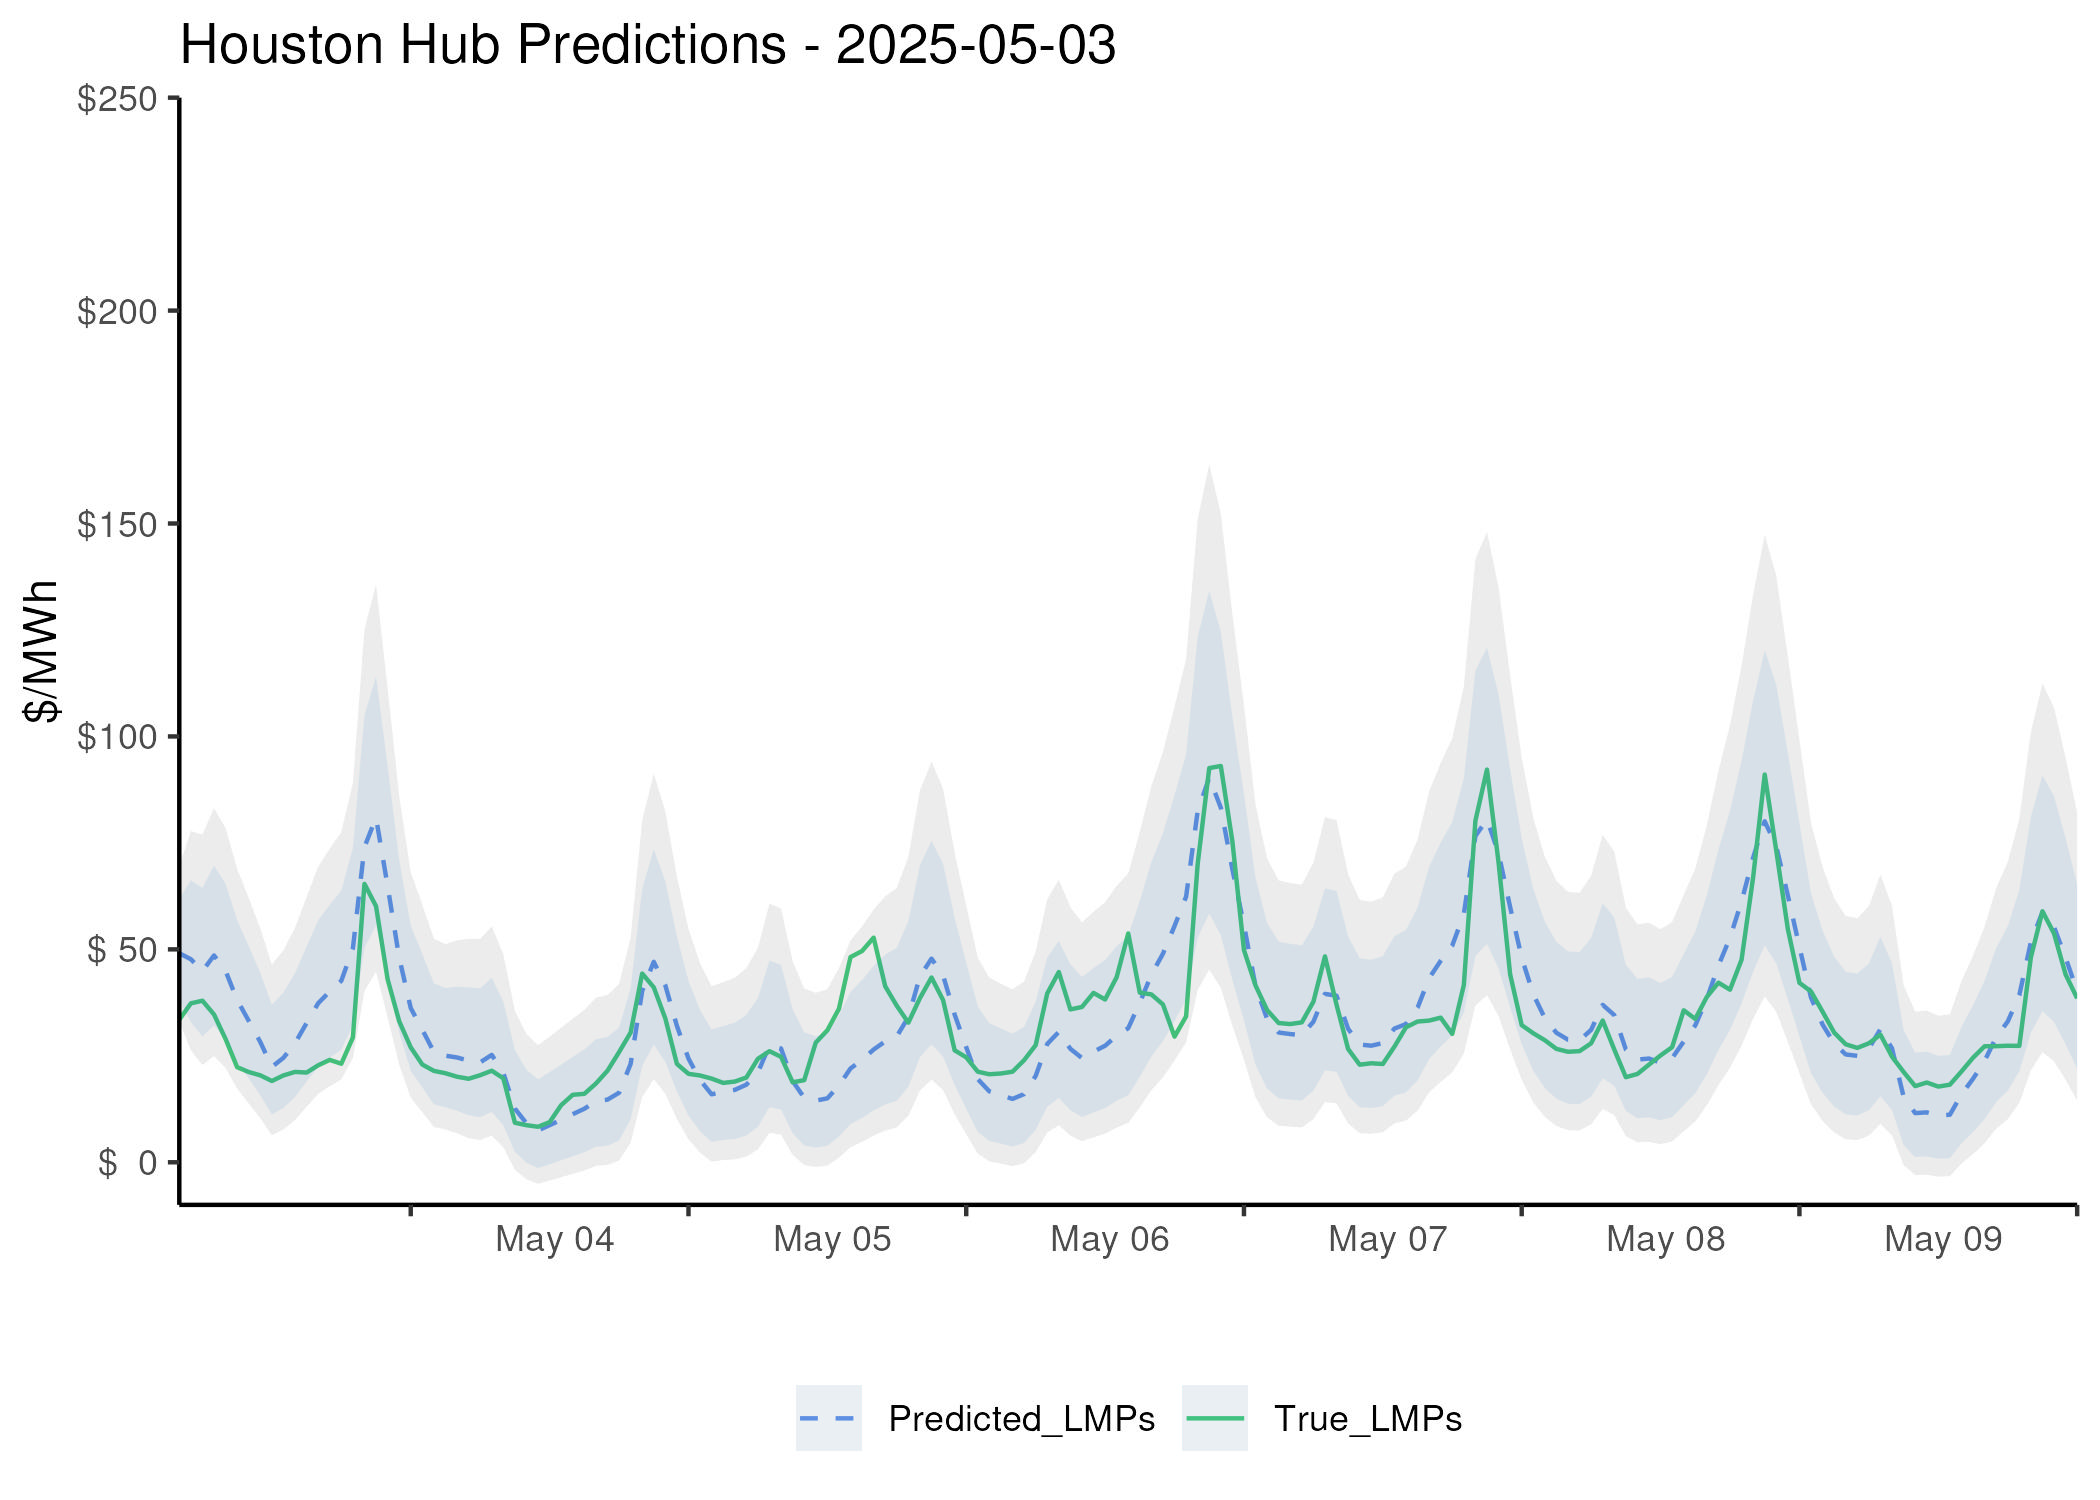 Houston Hub Predictions - 2025-05-03
$250
$200
$150
$100
$ 50
$ 0
$/MWh
May 04 May 05 May 06 May 07 May 08 May 09
Predicted_LMPs True_LMPs